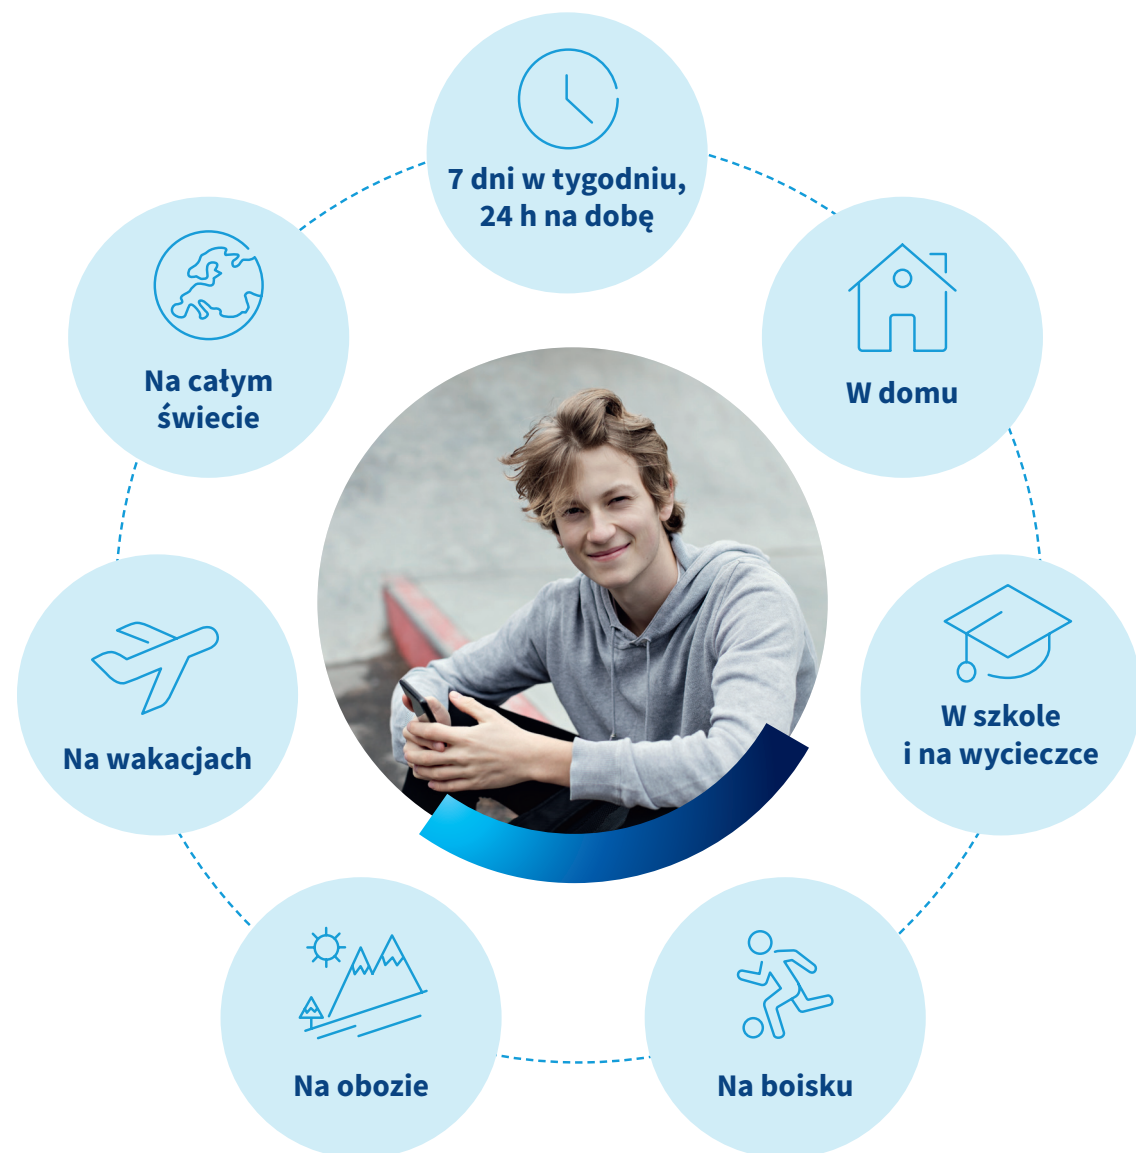 7 dni w tygodniu,
24 h na dobę
W domu
W szkole
i na wycieczce
Na boisku
Na obozie
Na wakacjach
Na całym
świecie